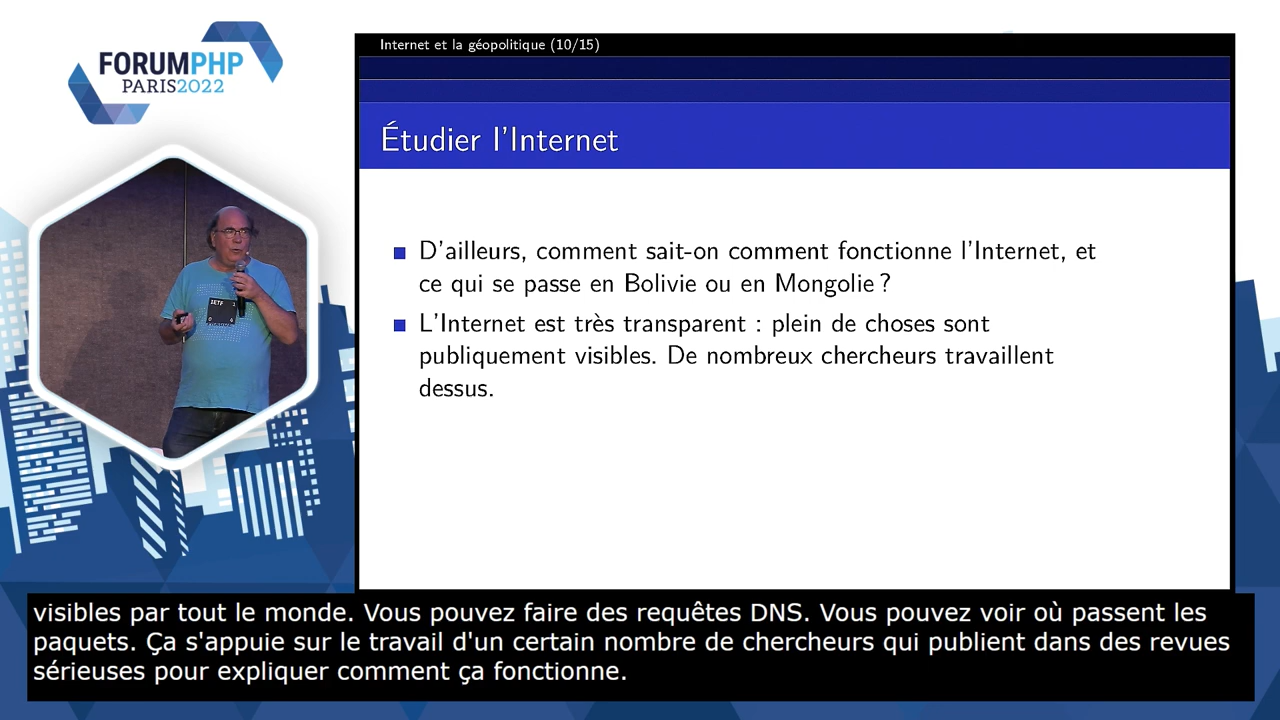 FORUMPHP
PARIS2022
Internet et la géopolitique (10/15)
Étudier l'Internet
D'ailleurs, comment sait-on comment fonctionne l'Internet, et
ce qui se passe en Bolivie ou en Mongolie ?
L'Internet est très transparent : plein de choses sont
publiquement visibles. De nombreux chercheurs travaillent
dessus.
IETF
visibles par tout le monde. Vous pouvez faire des requêtes DNS. Vous pouvez voir où passent les
paquets. Ça s'appuie sur le travail d'un certain nombre de chercheurs qui publient dans des revues
sérieuses pour expliquer comment ça fonctionne.